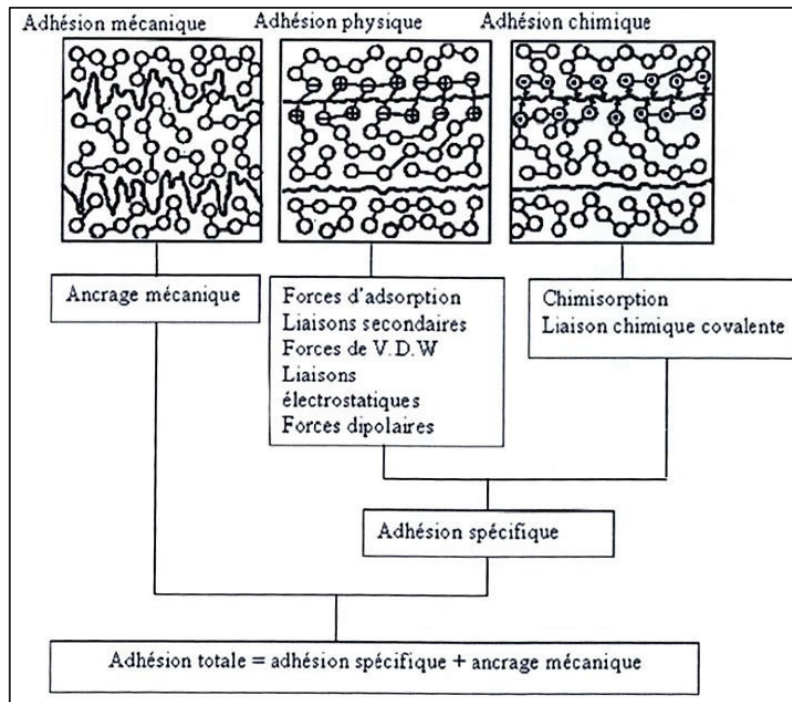 Adhésion mécanique
Adhésion physique
Adhésion chimique
Ancrage mécanique
Forces d'adsorption
Liaisons secondaires
Forces de V.D.W
Liaisons
électrostatiques
Forces dipolaires
Chimisorption
Liaison chimique covalente
Adhésion spécifique
Adhésion totale = adhésion spécifique + ancrage mécanique